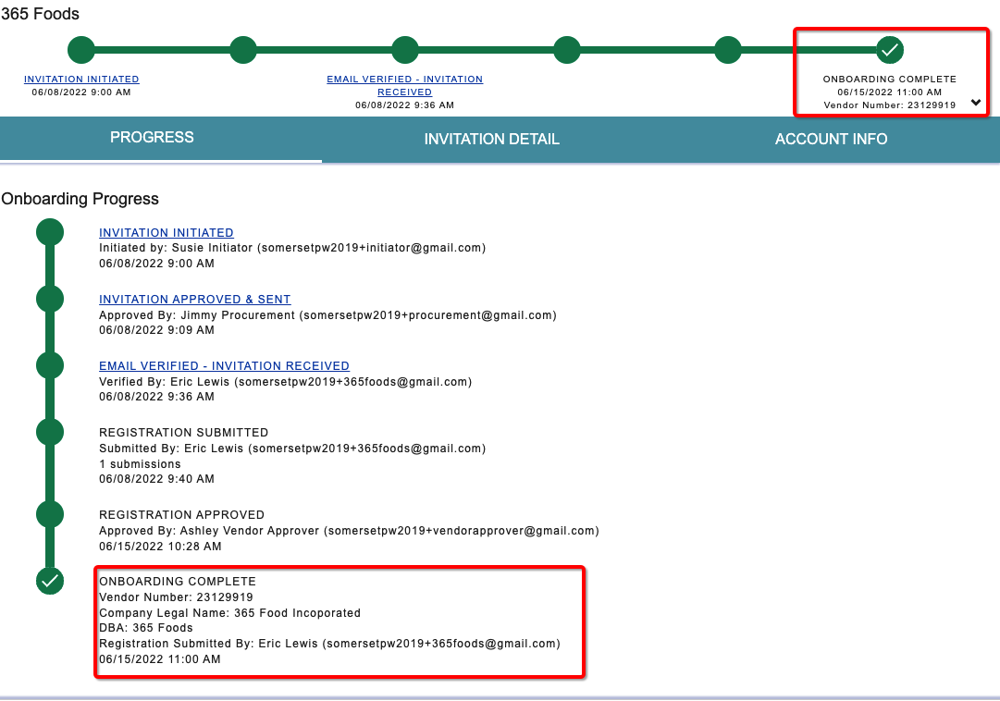 365 Foods
INVITATION INITIATED
06/08/2022 9:00 AM
EMAIL VERIFIED - INVITATION
RECEIVED
06/08/2022 9:36 AM
ONBOARDING COMPLETE
06/15/2022 11:00 AM
Vendor Number: 23129919
PROGRESS
INVITATION DETAIL
ACCOUNT INFO
Onboarding Progress
INVITATION INITIATED
Initiated by: Susie Initiator (somersetpw2019+initiator@gmail.com)
06/08/2022 9:00 AM
INVITATION APPROVED & SENT
Approved By: Jimmy Procurement (somersetpw2019+procurement@gmail.com)
06/08/2022 9:09 AM
EMAIL VERIFIED - INVITATION RECEIVED
Verified By: Eric Lewis (somersetpw2019+365foods@gmail.com)
06/08/2022 9:36 AM
REGISTRATION SUBMITTED
Submitted By: Eric Lewis (somersetpw2019+365foods@gmail.com)
1 submissions
06/08/2022 9:40 AM
REGISTRATION APPROVED
Approved By: Ashley Vendor Approver (somersetpw2019+vendorapprover@gmail.com)
06/15/2022 10:28 AM
ONBOARDING COMPLETE
Vendor Number: 23129919
Company Legal Name: 365 Food Incoporated
DBA: 365 Foods
Registration Submitted By: Eric Lewis (somersetpw2019+365foods@gmail.com)
06/15/2022 11:00 AM